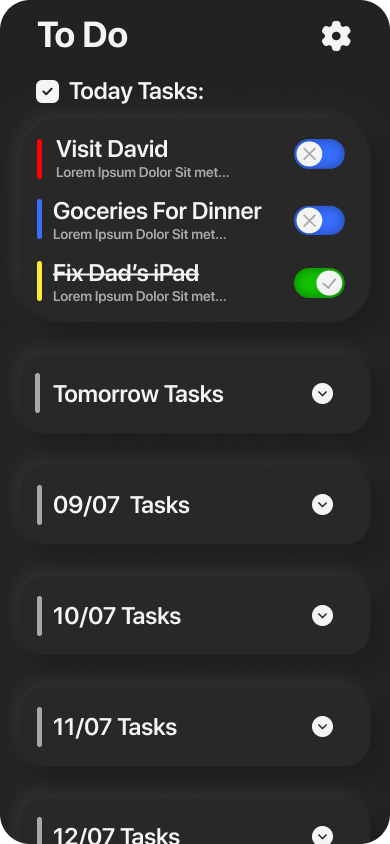 To Do
Today Tasks:
Visit David
Lorem Ipsum Dolor Sit met...
Goceries For Dinner
Lorem Ipsum Dolor Sit met...
Fix Dad's iPad
Lorem Ipsum Dolor Sit met...
Tomorrow Tasks
09/07 Tasks
10/07 Tasks
11/07 Tasks
12/07 Tasks